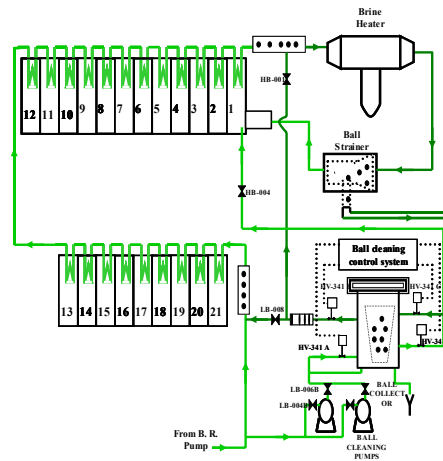 Brine
Heater
HB-001
12 11 10 9 8 7 6 5 4 3 2 1
Ball
Strainer
HB-004
Ball cleaning
control system
HV-341
HV-341 C
13 14 15 16 17 18 19 20 21
LB-008
HV-34
HV-341 A
LB-006B
LB-004B
BALL
COLLECT
OR
From B. R.
Pump
BALL
CLEANING
PUMPS